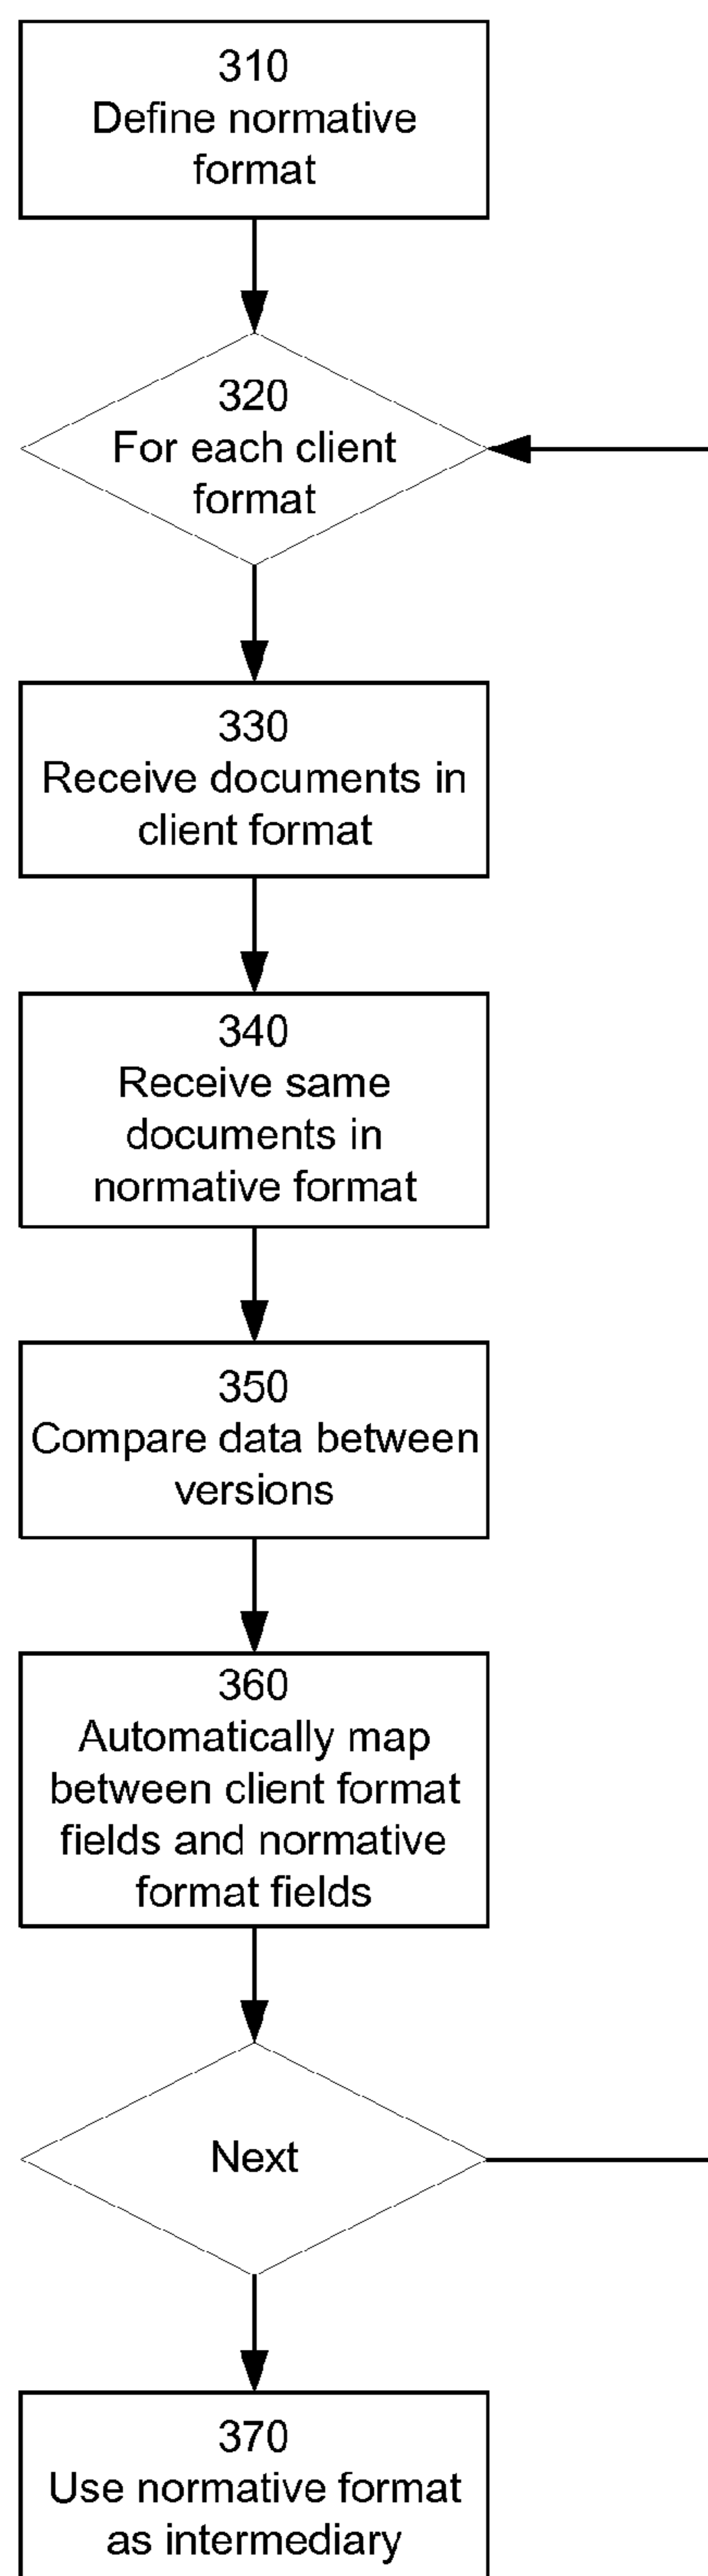 310
Define normative
format
320
For each client
format
330
Receive documents in
client format
340
Receive same
documents in
normative format
350
Compare data between
versions
360
Automatically map
between client format
fields and normative
format fields
Next
370
Use normative format
as intermediary